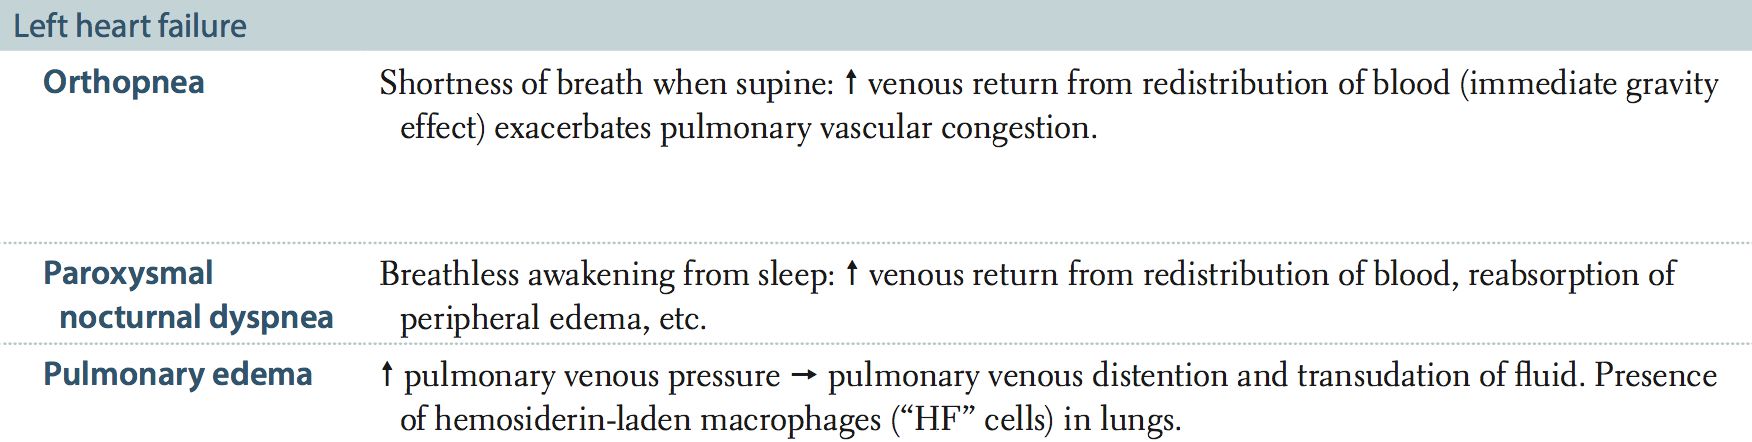 Left heart failure
Orthopnea
Shortness of breath when supine: ↑ venous return from redistribution of blood (immediate gravity
effect) exacerbates pulmonary vascular congestion.
Paroxysmal
nocturnal dyspnea
Breathless awakening from sleep: ↑ venous return from redistribution of blood, reabsorption of
peripheral edema, etc.
Pulmonary edema
↑ pulmonary venous pressure → pulmonary venous distention and transudation of fluid. Presence
of hemosiderin-laden macrophages (“HF” cells) in lungs.